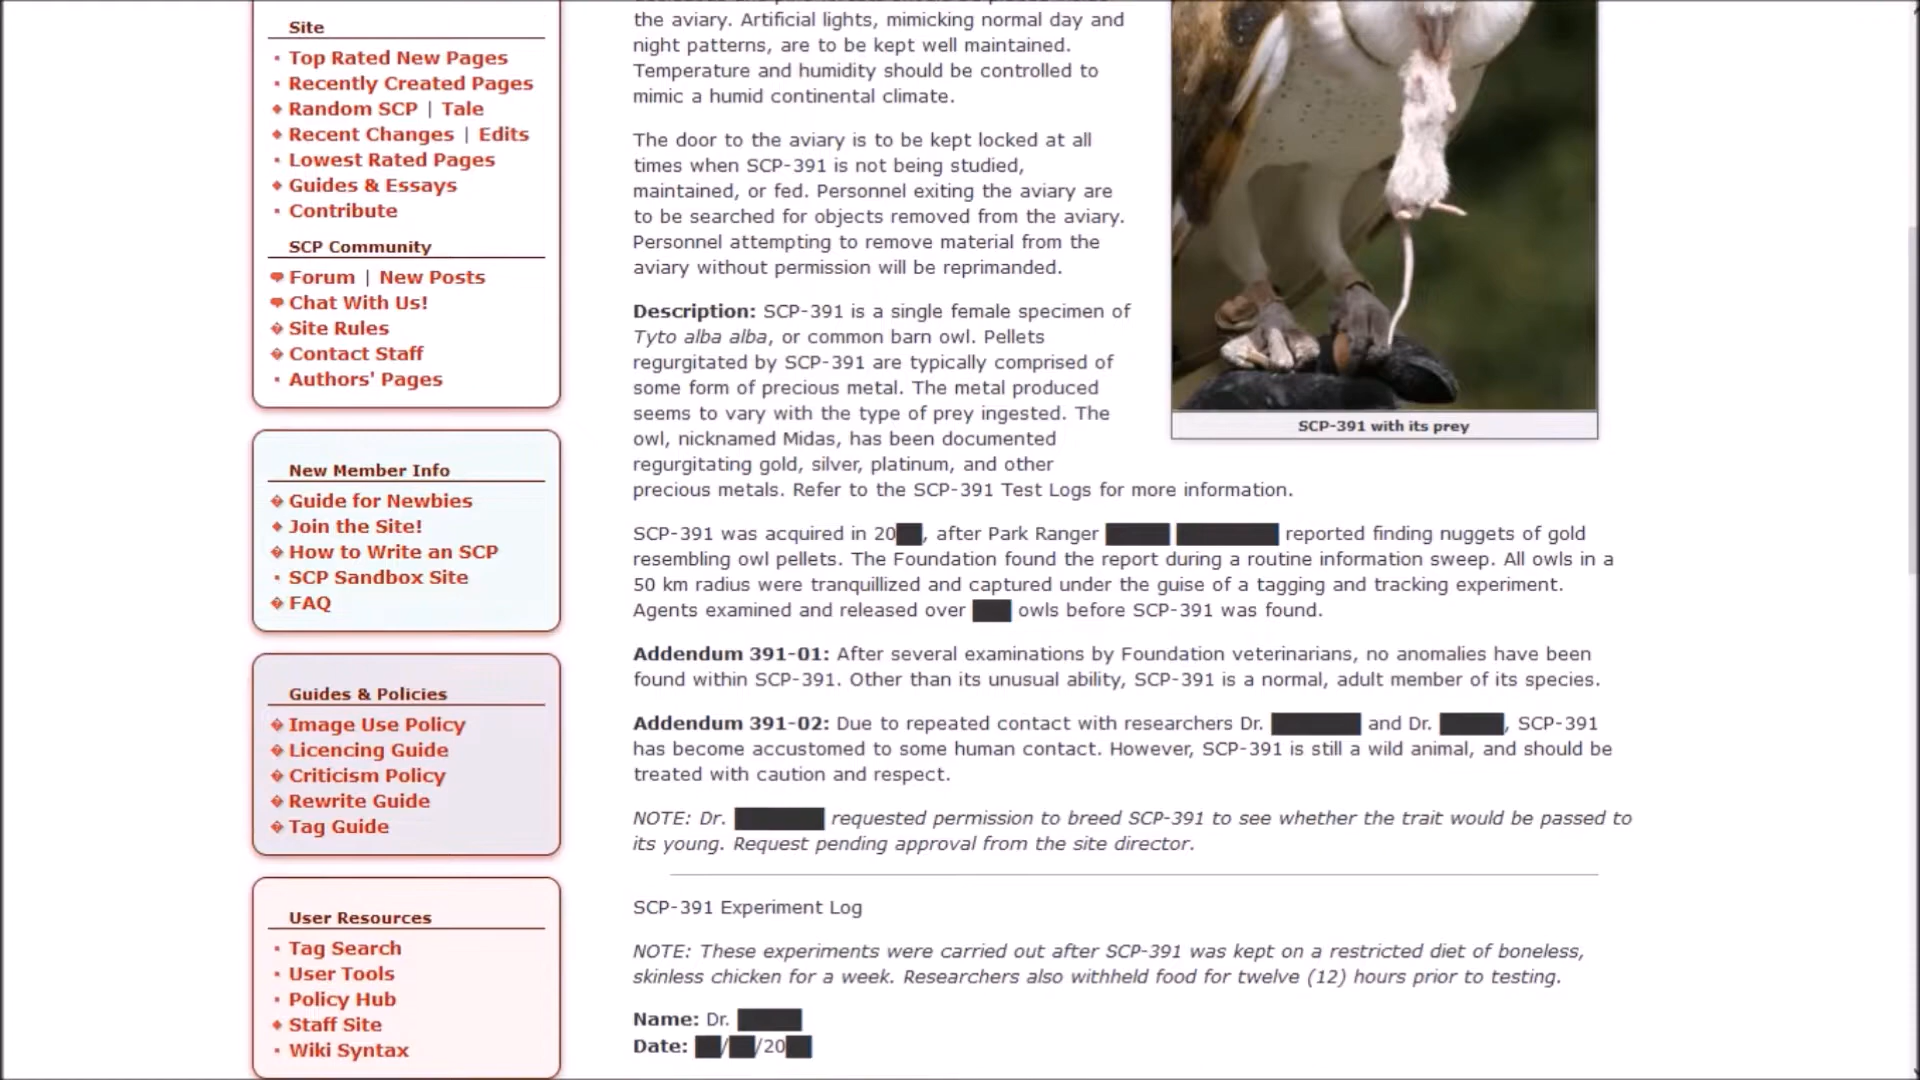 Site
Top Rated New Pages
Recently Created Pages
Random SCP | Tale
Recent Changes | Edits
Lowest Rated Pages
Guides & Essays
Contribute
SCP Community
Forum | New Posts
Chat With Us!
Site Rules
Contact Staff
Authors' Pages
New Member Info
Guide for Newbies
Join the Site!
How to Write an SCP
SCP Sandbox Site
FAQ
Guides & Policies
Image Use Policy
Licencing Guide
Criticism Policy
Rewrite Guide
Tag Guide
User Resources
Tag Search
User Tools
Policy Hub
Staff Site
Wiki Syntax
the aviary. Artificial lights, mimicking normal day and
night patterns, are to be kept well maintained.
Temperature and humidity should be controlled to
mimic a humid continental climate.
The door to the aviary is to be kept locked at all
times when SCP-391 is not being studied,
maintained, or fed. Personnel exiting the aviary are
to be searched for objects removed from the aviary.
Personnel attempting to remove material from the
aviary without permission will be reprimanded.
Description: SCP-391 is a single female specimen of
Tyto alba alba, or common barn owl. Pellets
regurgitated by SCP-391 are typically comprised of
some form of precious metal. The metal produced
seems to vary with the type of prey ingested. The
owl, nicknamed Midas, has been documented
regurgitating gold, silver, platinum, and other
precious metals. Refer to the SCP-391 Test Logs for more information.
SCP-391 with its prey
SCP-391 was acquired in 20██, after Park Ranger █████ ████████ reported finding nuggets of gold
resembling owl pellets. The Foundation found the report during a routine information sweep. All owls in a
50 km radius were tranquillized and captured under the guise of a tagging and tracking experiment.
Agents examined and released over ███ owls before SCP-391 was found.
Addendum 391-01: After several examinations by Foundation veterinarians, no anomalies have been
found within SCP-391. Other than its unusual ability, SCP-391 is a normal, adult member of its species.
Addendum 391-02: Due to repeated contact with researchers Dr. ███████ and Dr. █████, SCP-391
has become accustomed to some human contact. However, SCP-391 is still a wild animal, and should be
treated with caution and respect.
NOTE: Dr. ███████ requested permission to breed SCP-391 to see whether the trait would be passed to
its young. Request pending approval from the site director.
SCP-391 Experiment Log
NOTE: These experiments were carried out after SCP-391 was kept on a restricted diet of boneless,
skinless chicken for a week. Researchers also withheld food for twelve (12) hours prior to testing.
Name: Dr. █████
Date: ██/██/20██